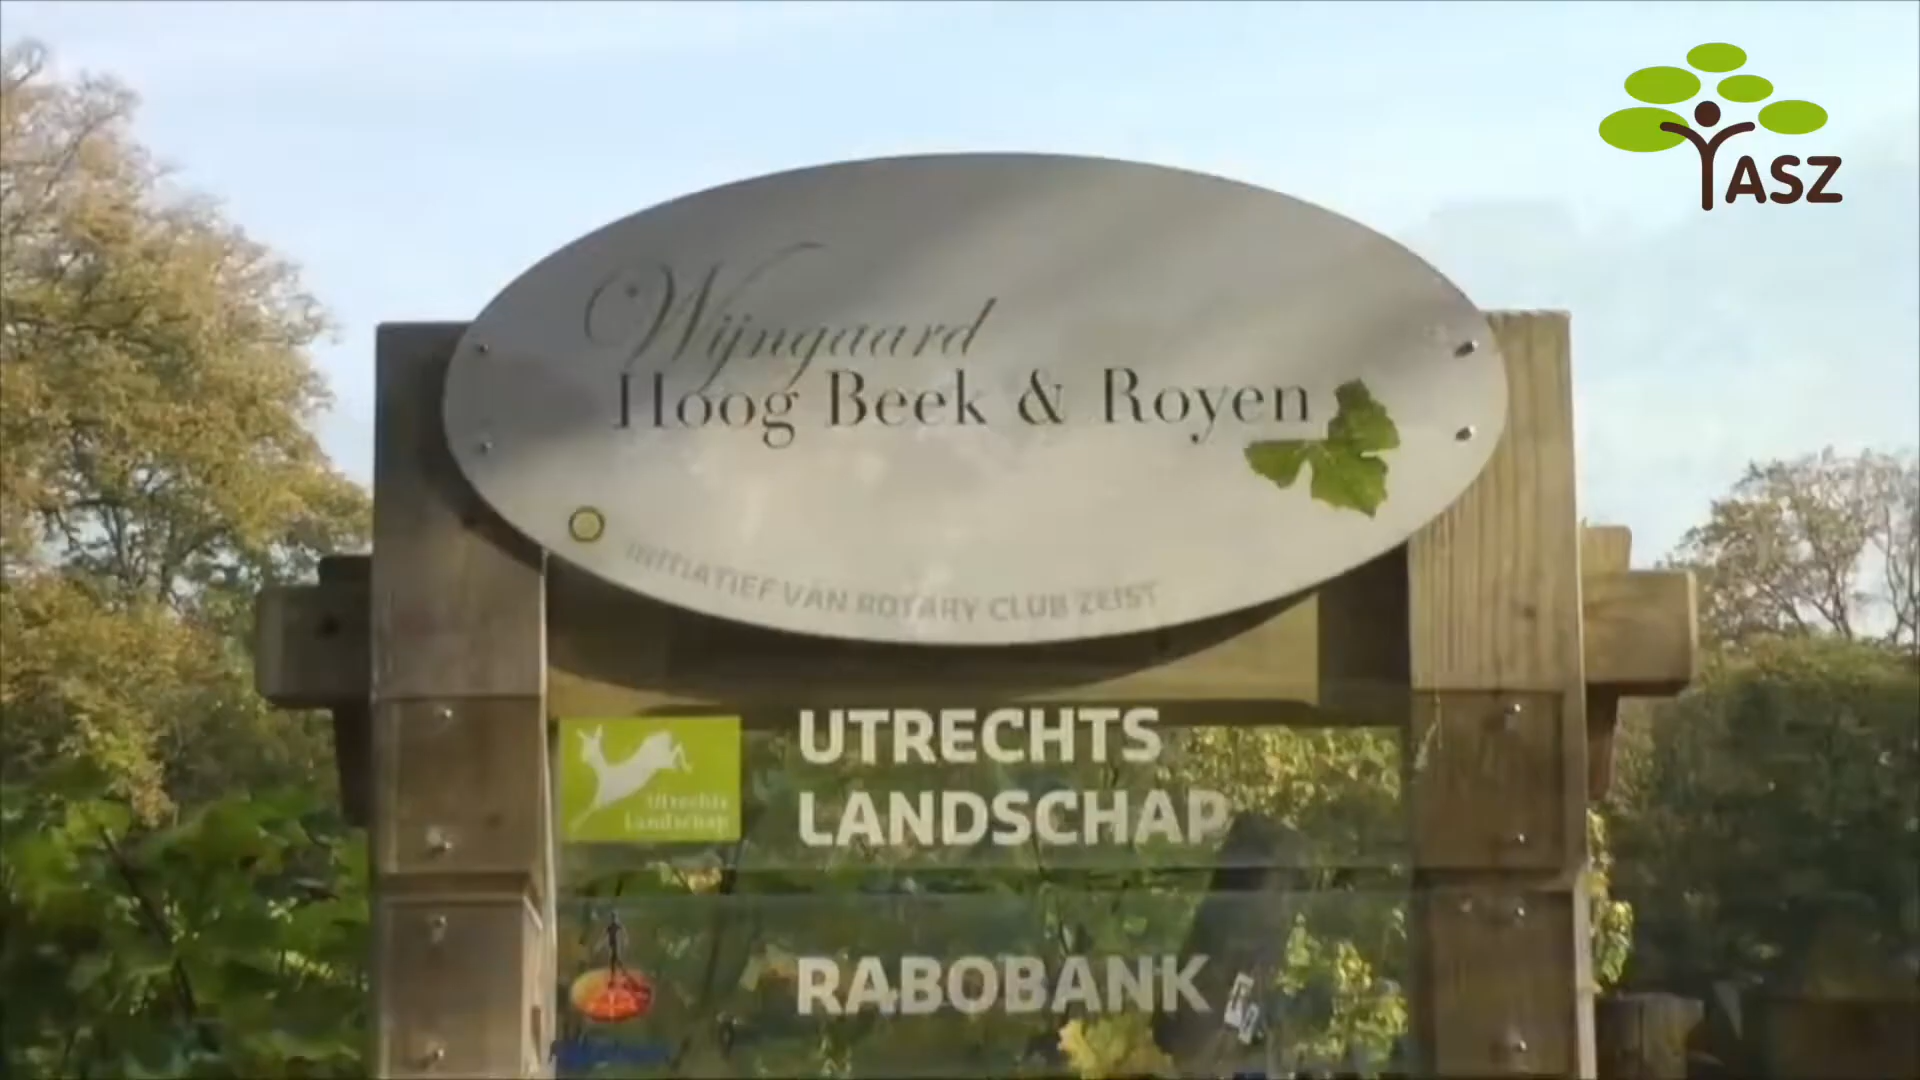 ASZ
Wijngaard
Hoog Beek & Royen
INITIATIEF VAN ROTARY CLUB ZEIST
UTRECHTS
LANDSCHAP
Utrechts
Landschap
RABOBANK